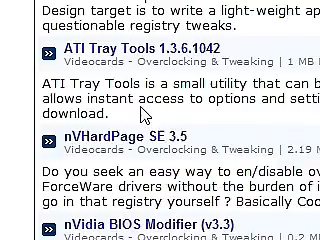 Design target is to write a light-weight ap
questionable registry tweaks.
ATI Tray Tools 1.3.6.1042
Videocards - Overclocking & Tweaking | 1 MB
ATI Tray Tools is a small utility that can b
allows instant access to options and setti
download.
nVHardPage SE 3.5
Videocards - Overclocking & Tweaking | 2.19
Do you seek an easy way to en/disable ov
ForceWare drivers without the burden of i
go in that registry yourself ? Basically Coo
nVidia BIOS Modifier (v3.3)
Videocards - Overclocking & Tweaking | 0.2 M